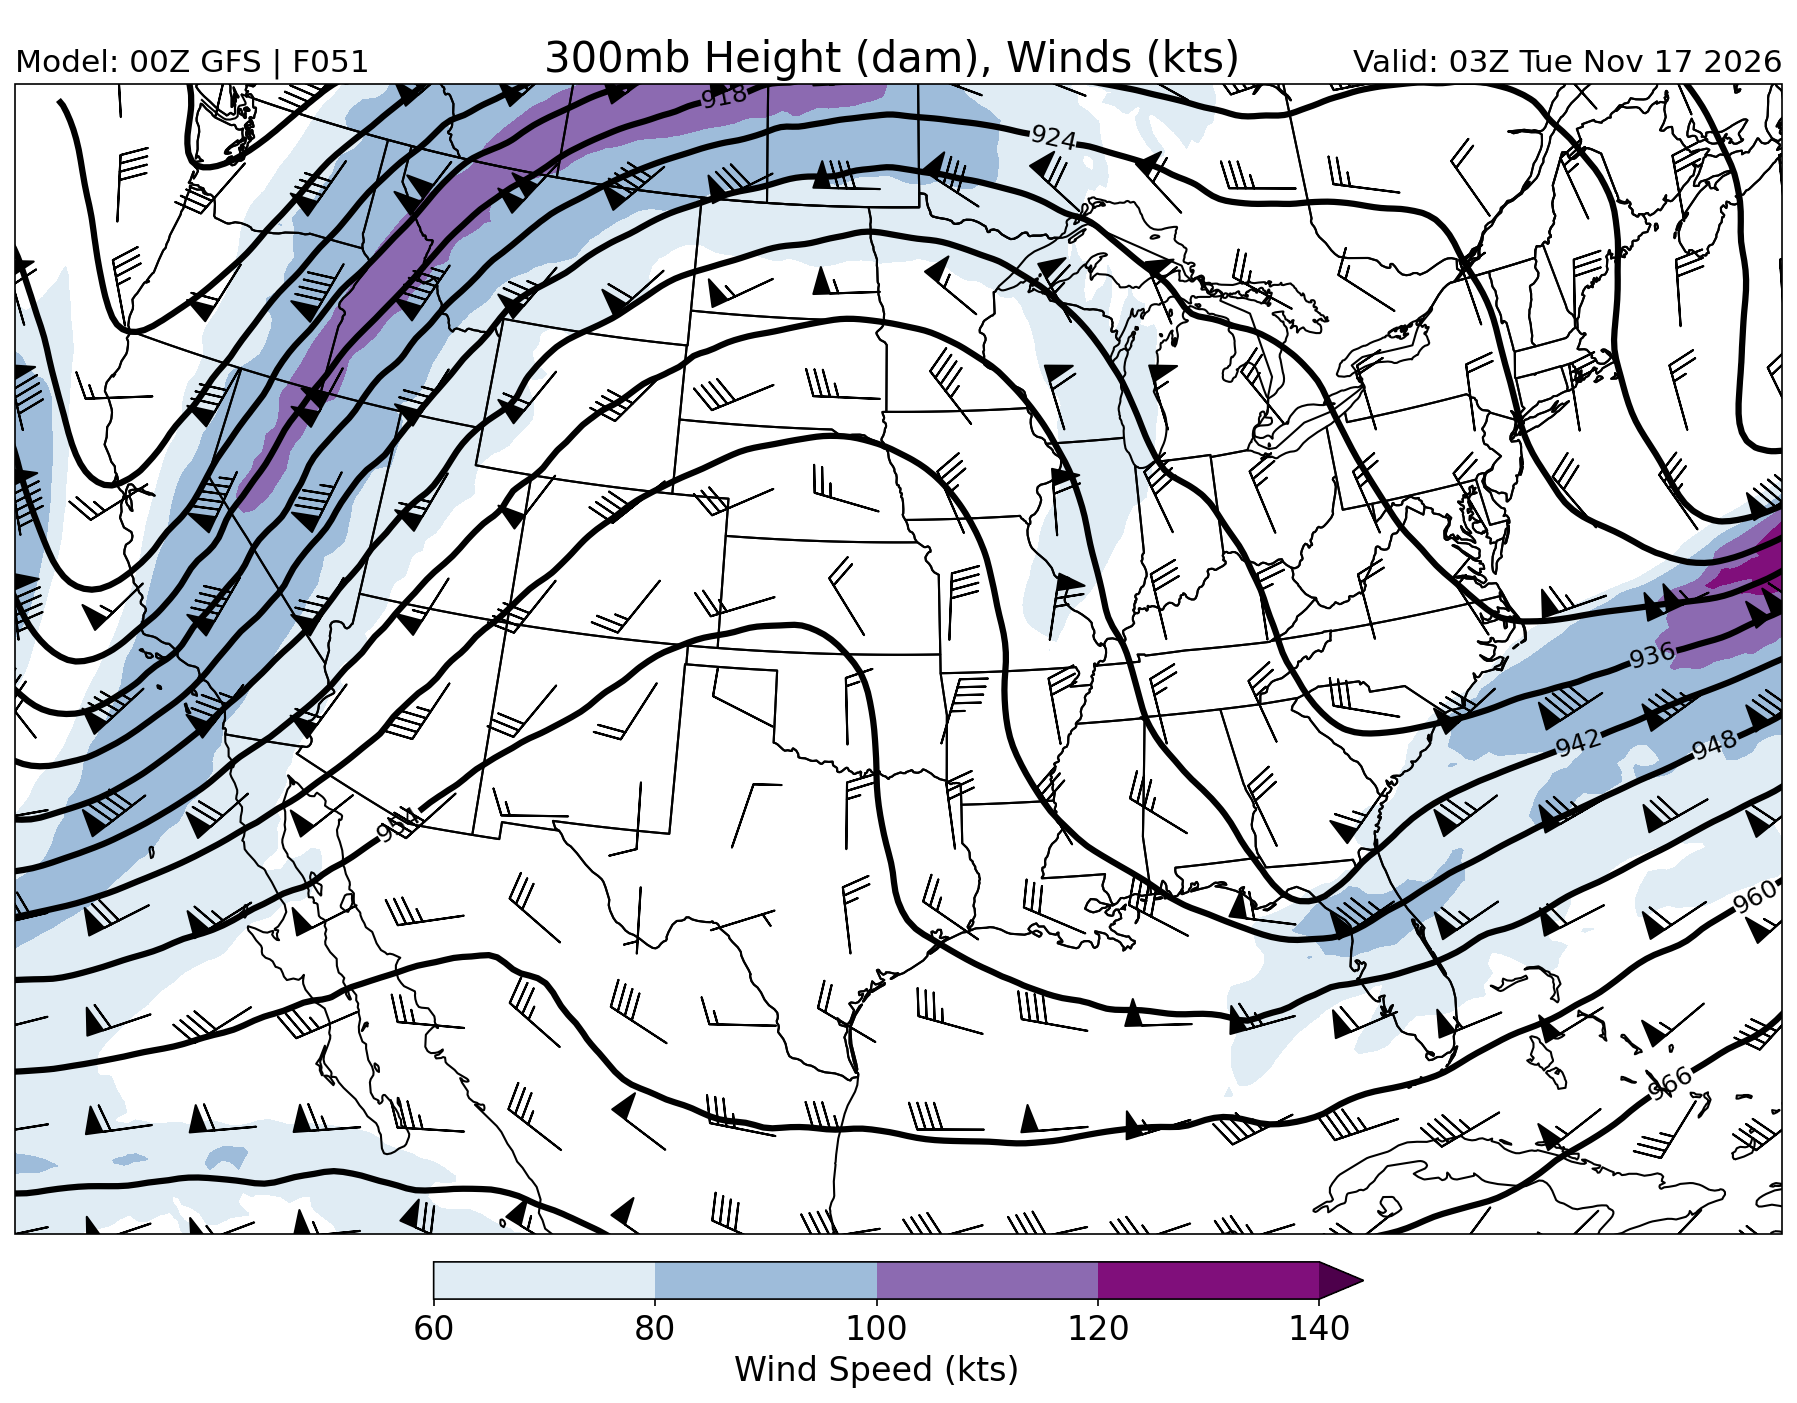 Model: 00Z GFS | F051
300mb Height (dam), Winds (kts)
Valid: 03Z Tue Nov 17 2026
918
924
936
942
948
954
960
966
60 80 100 120 140
Wind Speed (kts)